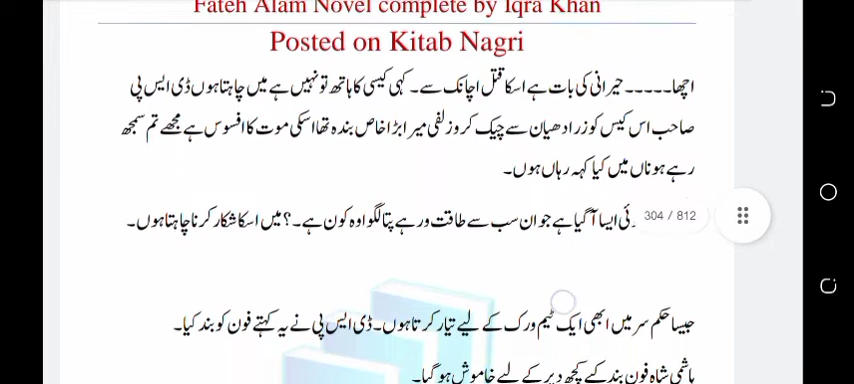 Fateh Alam Novel complete by Iqra Khan
Posted on Kitab Nagri
اچھا۔۔۔۔۔ حیرانی کی بات ہے اسکا قتل اچانک سے۔ کہی کیسی کا ہاتھ تو نہیں ہے میں چاہتا ہوں ڈی ایس پی
صاحب اس کیس کو زرا دھیان سے چیک کرو زلفی میرا بڑا خاص بندہ تھا اسکی موت کا افسوس ہے مجھے تم سمجھ
رہے ہو ناں میں کیا کہہ رہاں ہوں۔
ایسا آگیا ہے جو ان سب سے طاقت ور ہے پتا لگو اوہ کون ہے۔؟ میں اسکا شکار کرنا چاہتا ہوں۔
304 / 812
جیسا حکم سر میں ابھی ایک ٹیم ورک کے لیے تیار کرتا ہوں۔ ڈی ایس پی نے یہ کہتے فون کو بند کیا۔
ہاشمی شاہ فون بند کے کچھ دیر کے لیے خاموش ہو گیا۔